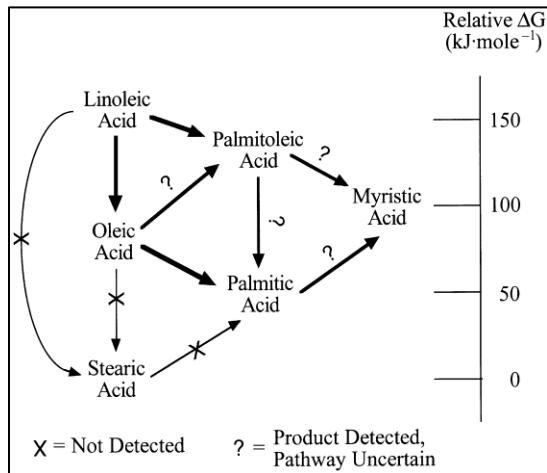 Relative ΔG
(kJ·mole⁻¹)
Linoleic
Acid
150
Palmitoleic
Acid
?
?
Myristic
Acid
100
X
Oleic
Acid
?
?
X
Palmitic
Acid
50
X
Stearic
Acid
0
X = Not Detected
? = Product Detected,
Pathway Uncertain